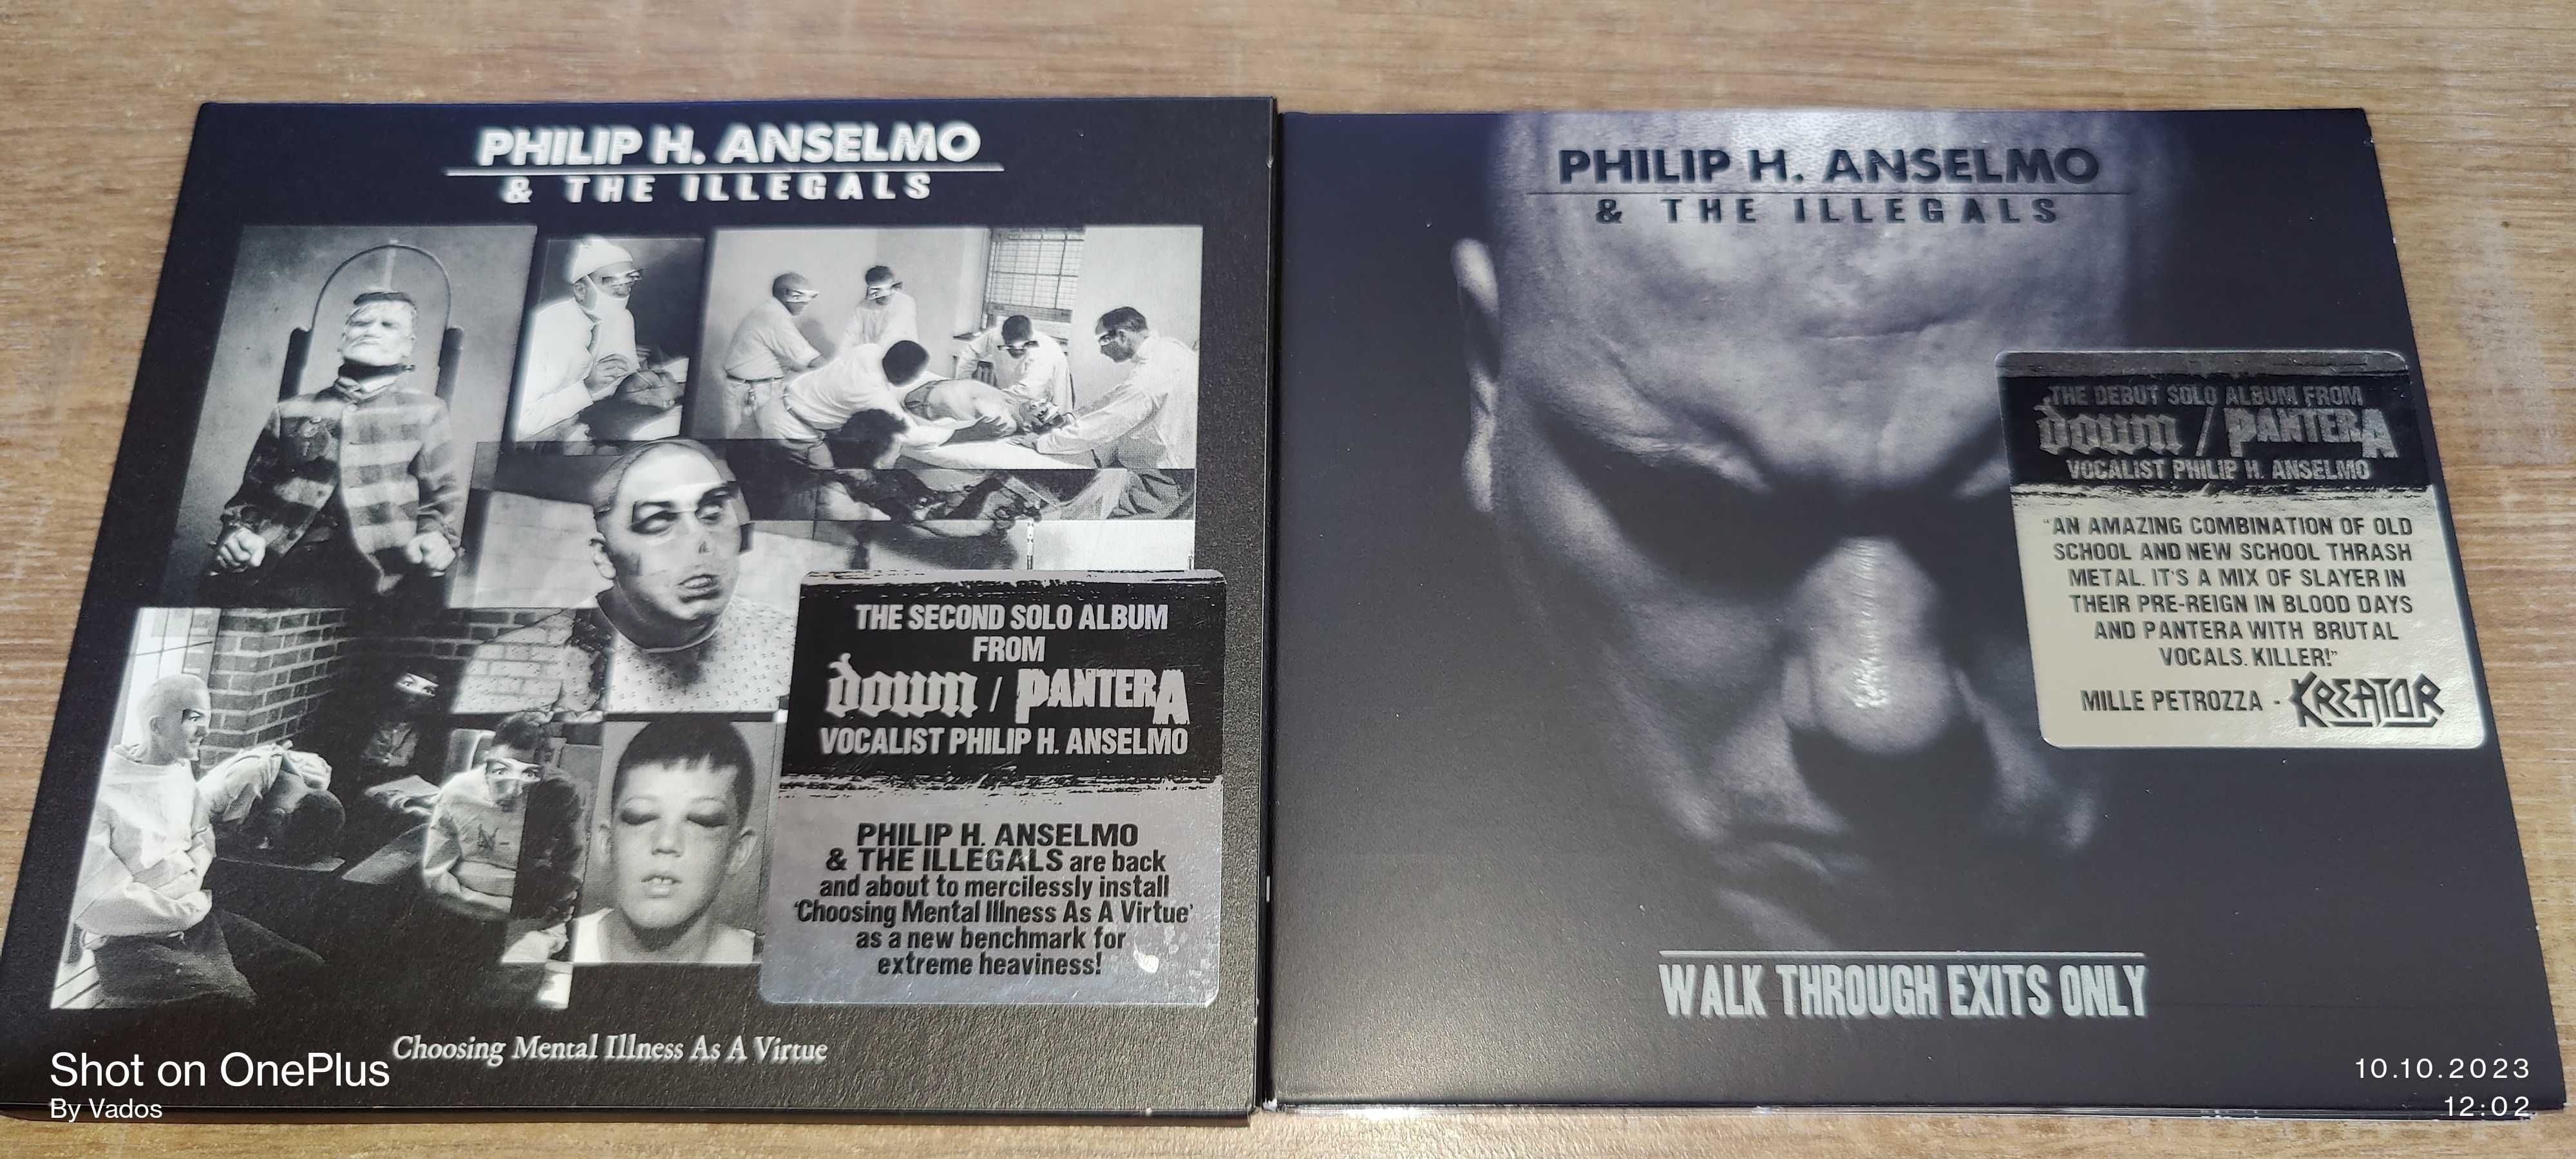 PHILIP H. ANSELMO
& THE ILLEGALS
THE SECOND SOLO ALBUM
FROM
down / PANTERA
VOCALIST PHILIP H. ANSELMO
PHILIP H. ANSELMO
& THE ILLEGALS are back
and about to mercilessly install
'Choosing Mental Illness As A Virtue'
as a new benchmark for
extreme heaviness!
Choosing Mental Illness As A Virtue
PHILIP H. ANSELMO
& THE ILLEGALS
THE DEBUT SOLO ALBUM FROM
down / PANTERA
VOCALIST PHILIP H. ANSELMO
"AN AMAZING COMBINATION OF OLD
SCHOOL AND NEW SCHOOL THRASH
METAL. IT'S A MIX OF SLAYER IN
THEIR PRE-REIGN IN BLOOD DAYS
AND PANTERA WITH BRUTAL
VOCALS. KILLER!"
MILLE PETROZZA - KREATOR
WALK THROUGH EXITS ONLY
Shot on OnePlus
By Vados
10.10.2023
12:02